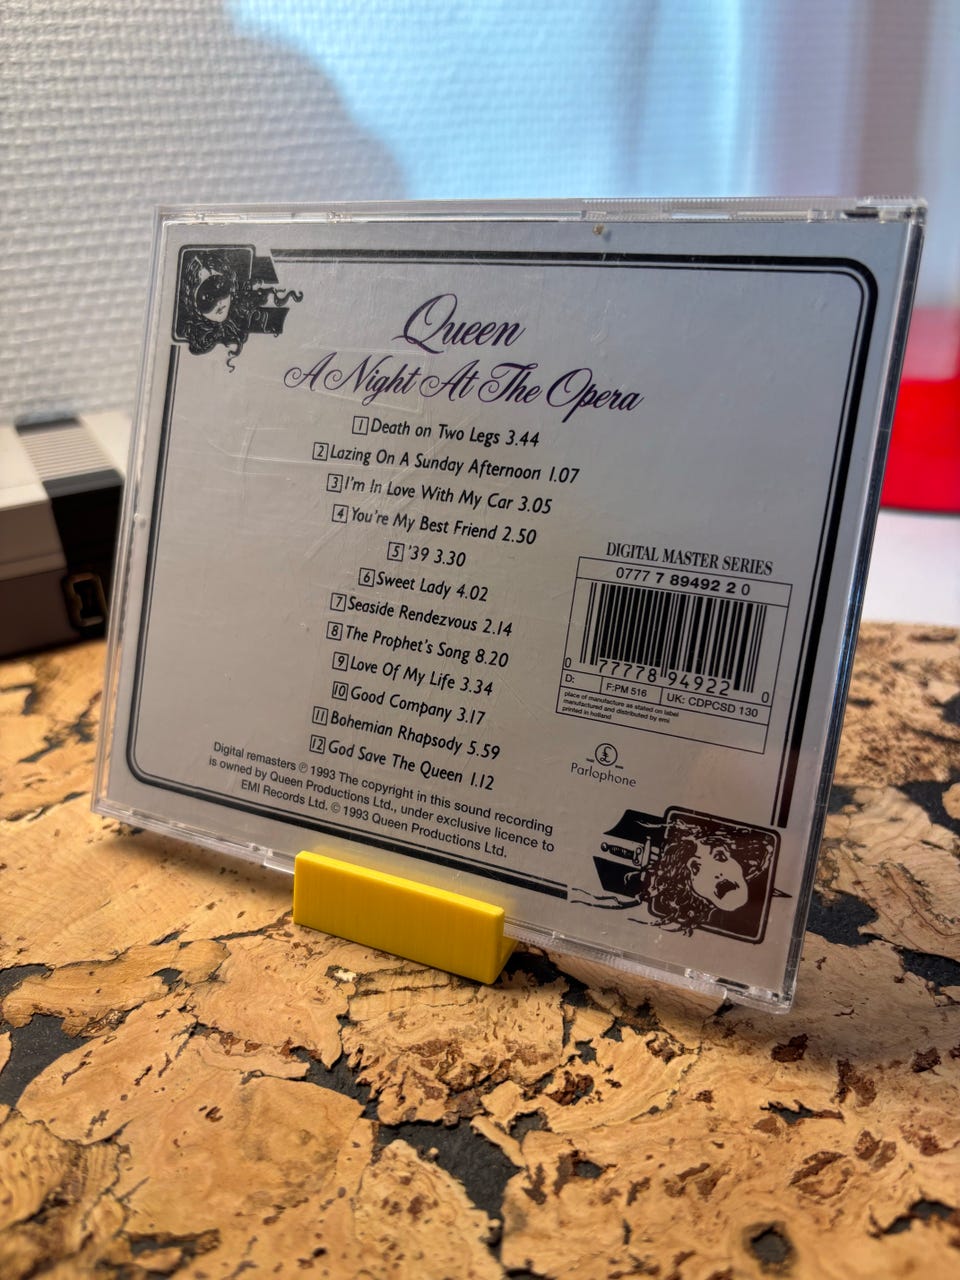 Queen
A Night At The Opera
1 Death on Two Legs 3.44
2 Lazing On A Sunday Afternoon 1.07
3 I'm In Love With My Car 3.05
4 You're My Best Friend 2.50
5 '39 3.30
6 Sweet Lady 4.02
7 Seaside Rendezvous 2.14
8 The Prophet's Song 8.20
9 Love Of My Life 3.34
10 Good Company 3.17
11 Bohemian Rhapsody 5.59
12 God Save The Queen 1.12
Digital remasters ℗ 1993 The copyright in this sound recording
is owned by Queen Productions Ltd., under exclusive licence to
EMI Records Ltd. © 1993 Queen Productions Ltd.
DIGITAL MASTER SERIES
0777 7 89492 2 0
0 77778 94922 0
D: F:PM 516 UK: CDPCSD 130
place of manufacture as stated on label
manufactured and distributed by emi
printed in holland
£
Parlophone